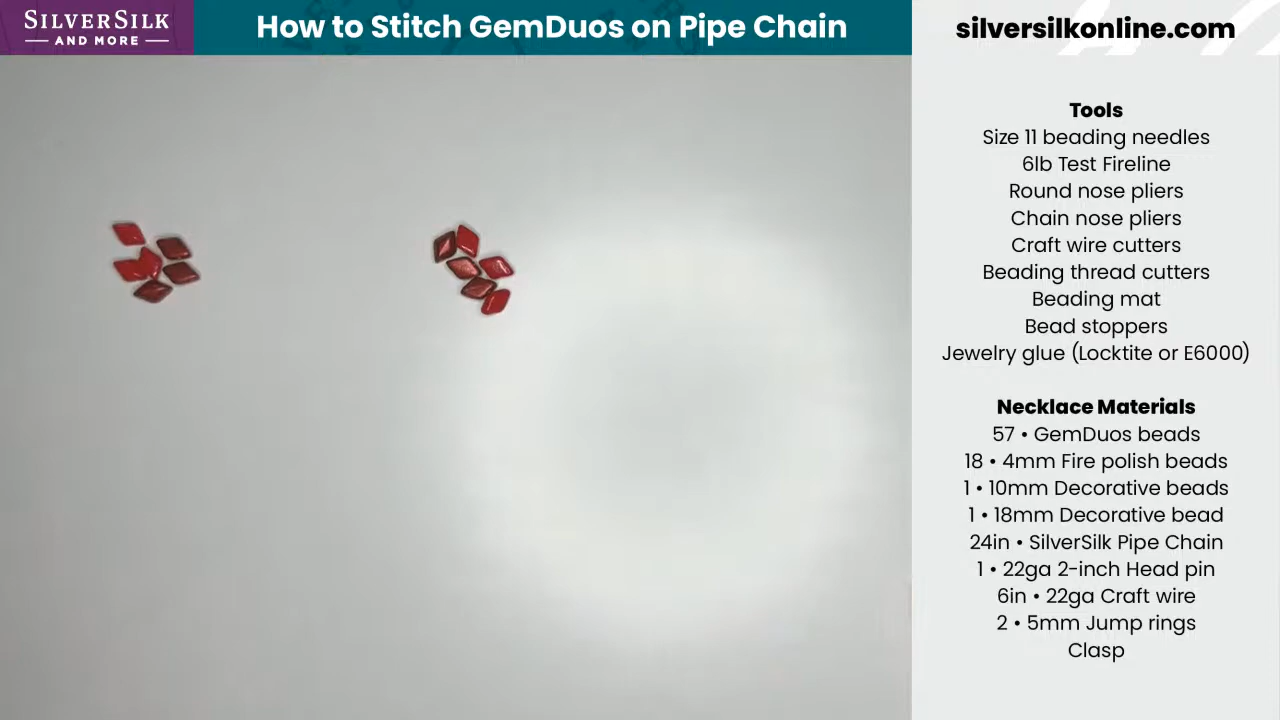 SILVERSILK
AND MORE
How to Stitch GemDuos on Pipe Chain
silversilkonline.com
Tools
Size 11 beading needles
6lb Test Fireline
Round nose pliers
Chain nose pliers
Craft wire cutters
Beading thread cutters
Beading mat
Bead stoppers
Jewelry glue (Locktite or E6000)
Necklace Materials
57 • GemDuos beads
18 • 4mm Fire polish beads
1 • 10mm Decorative beads
1 • 18mm Decorative bead
24in • SilverSilk Pipe Chain
1 • 22ga 2-inch Head pin
6in • 22ga Craft wire
2 • 5mm Jump rings
Clasp